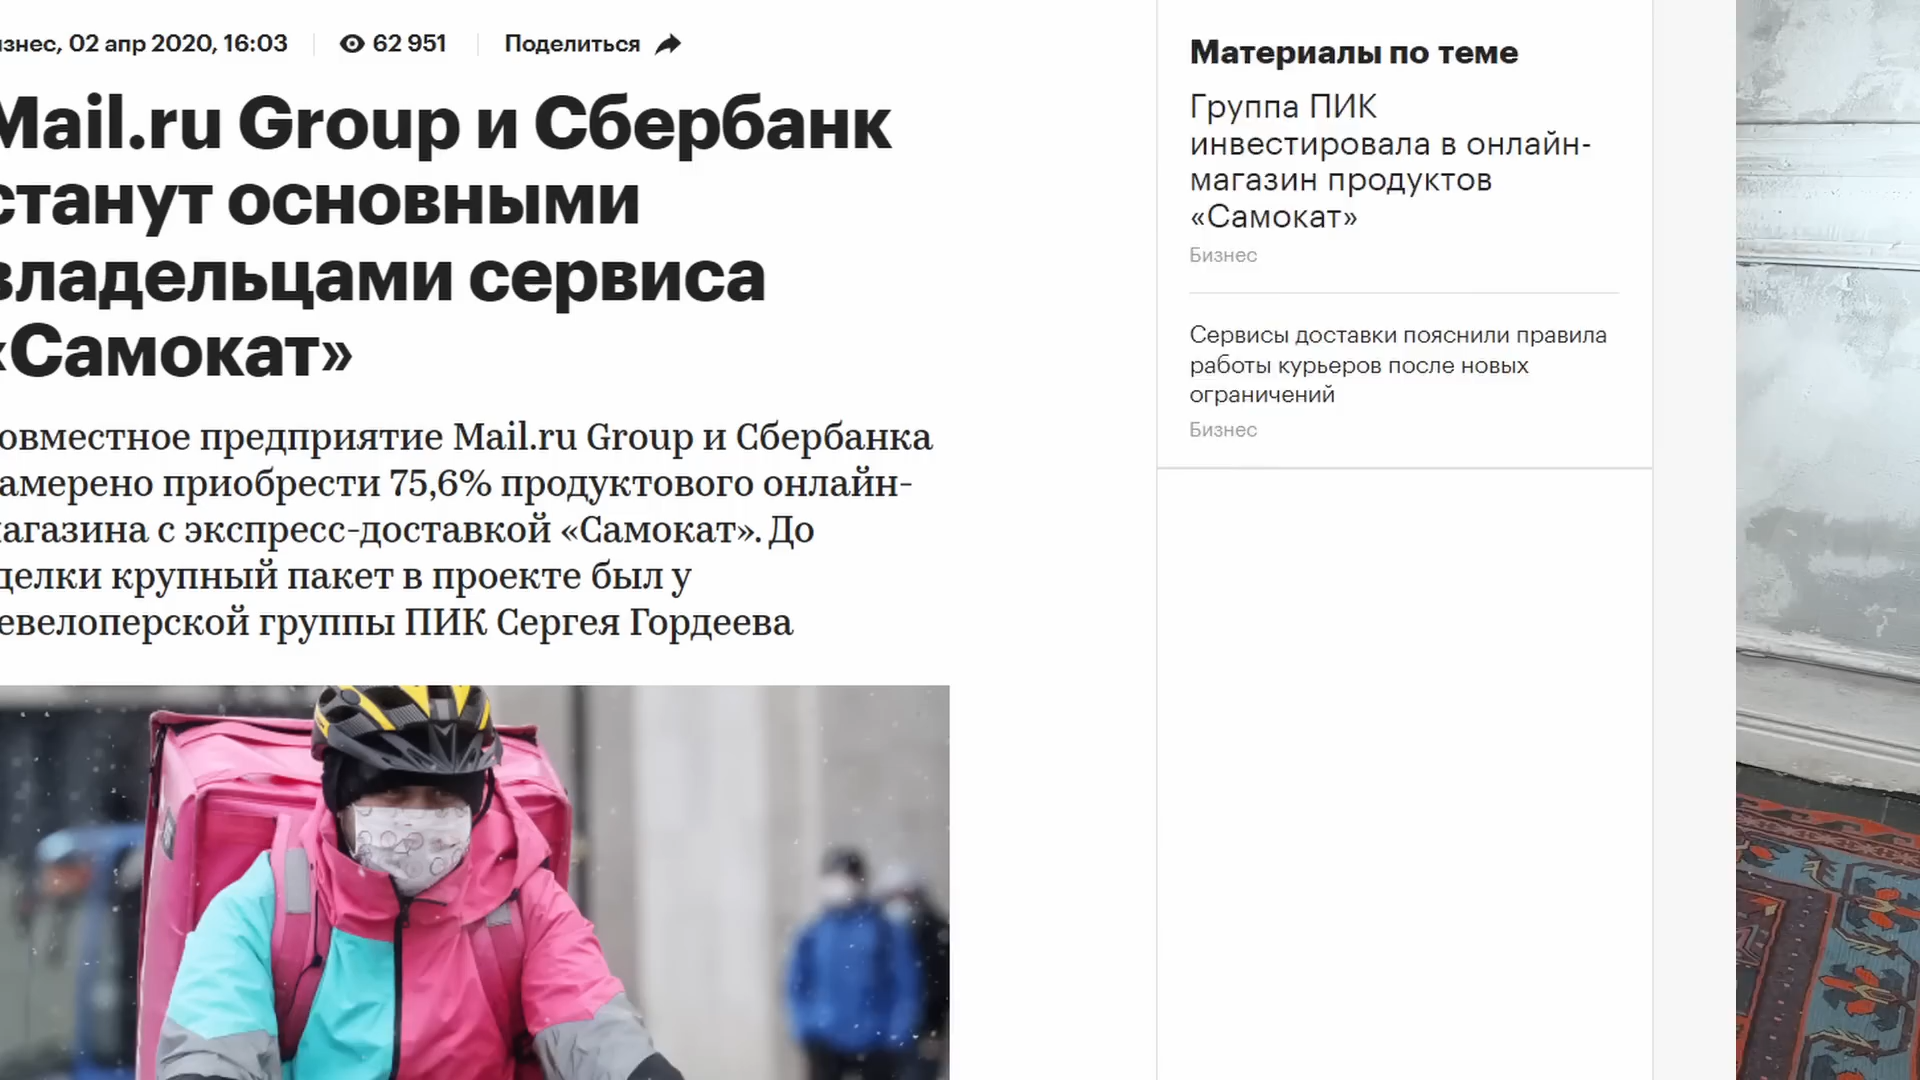 знес, 02 апр 2020, 16:03
62 951
Поделиться
Mail.ru Group и Сбербанк
станут основными
владельцами сервиса
«Самокат»
овместное предприятие Mail.ru Group и Сбербанка
амерено приобрести 75,6% продуктового онлайн-
агазина с экспресс-доставкой «Самокат». До
делки крупный пакет в проекте был у
евелоперской группы ПИК Сергея Гордеева
Материалы по теме
Группа ПИК
инвестировала в онлайн-
магазин продуктов
«Самокат»
Бизнес
Сервисы доставки пояснили правила
работы курьеров после новых
ограничений
Бизнес